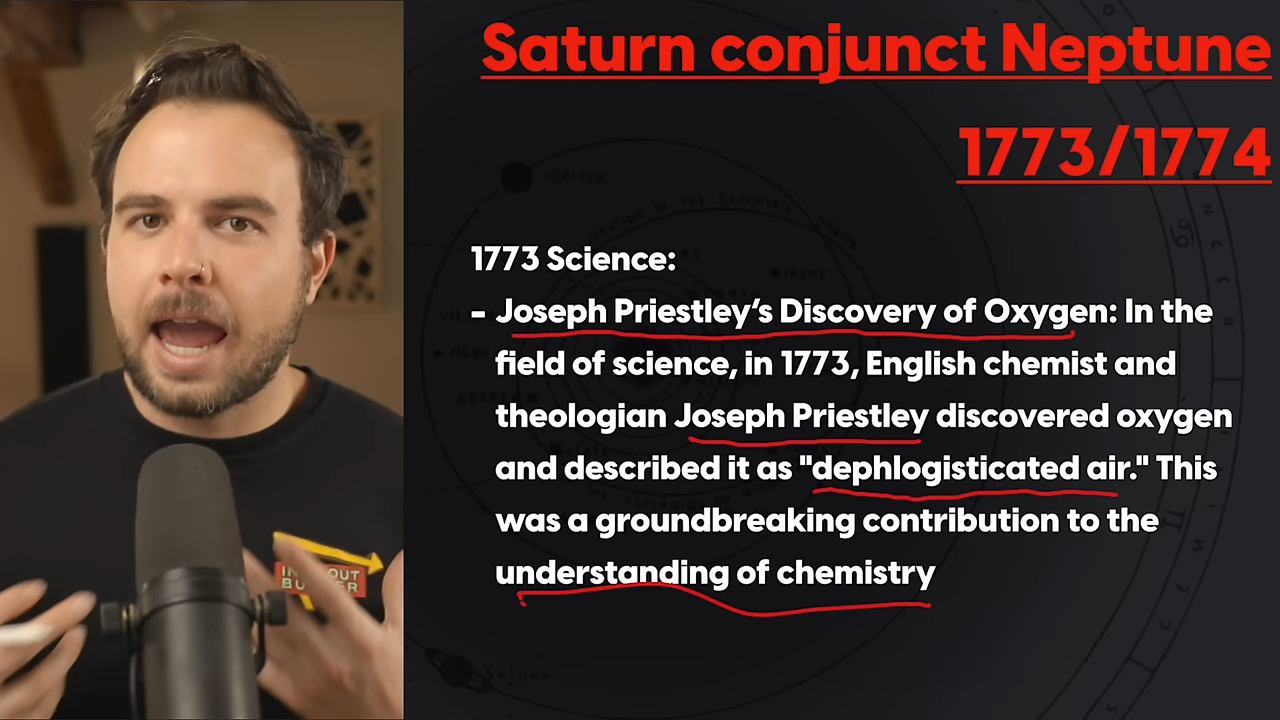 Saturn conjunct Neptune
1773/1774
1773 Science:
- Joseph Priestley’s Discovery of Oxygen: In the
field of science, in 1773, English chemist and
theologian Joseph Priestley discovered oxygen
and described it as "dephlogisticated air." This
was a groundbreaking contribution to the
understanding of chemistry
JUPITER
SATURN